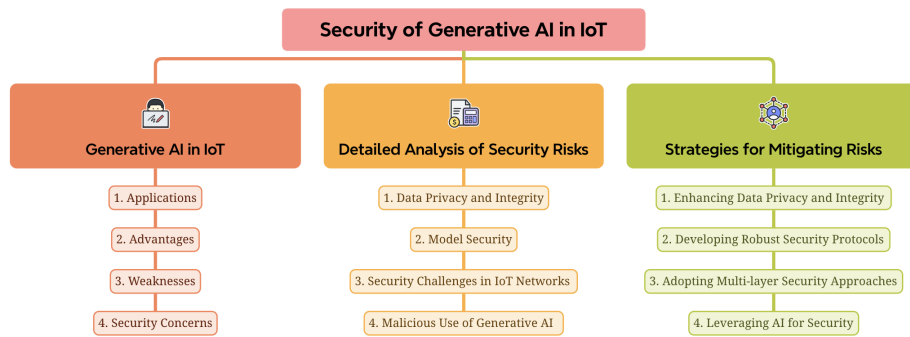 Security of Generative AI in IoT
Generative AI in IoT
1. Applications
2. Advantages
3. Weaknesses
4. Security Concerns
Detailed Analysis of Security Risks
1. Data Privacy and Integrity
2. Model Security
3. Security Challenges in IoT Networks
4. Malicious Use of Generative AI
Strategies for Mitigating Risks
1. Enhancing Data Privacy and Integrity
2. Developing Robust Security Protocols
3. Adopting Multi-layer Security Approaches
4. Leveraging AI for Security